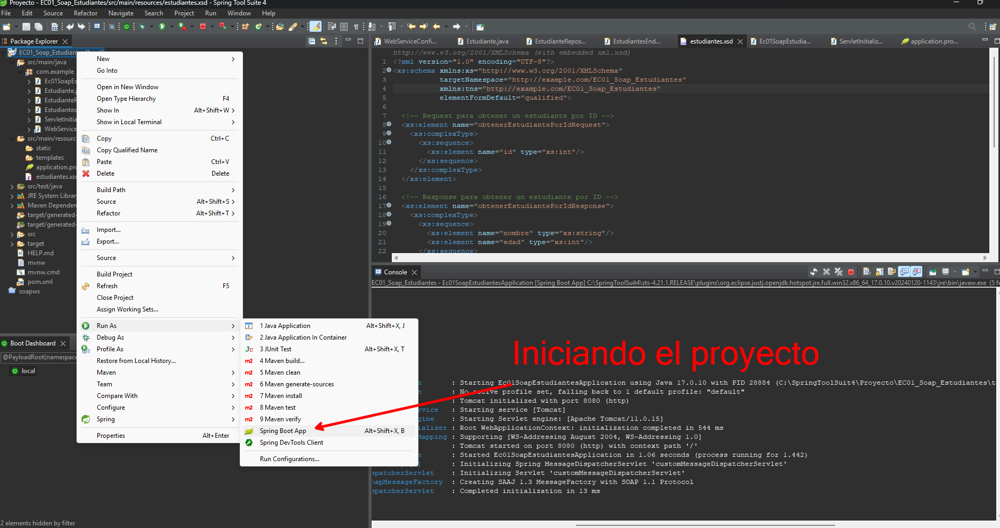 Proyecto - EC01_Soap_Estudiantes/src/main/resources/estudiantes.xsd - Spring Tool Suite 4
File Edit Source Refactor Navigate Search Project Run Window Help
Package Explorer
EC01_Soap_Estudiant
src/main/java
com.example
Ec01SoapEs
Estudiante.j
EstudianteR
Estudiantes
ServletInitia
WebService
src/main/resourc
static
templates
application.pro
estudiantes.xsd
src/test/java
JRE System Librar
Maven Dependen
target/generated-
target/generated-
src
target
HELP.md
mvnw
mvnw.cmd
pom.xml
soapws
Boot Dashboard
@PayloadRoot(namespace
local
2 elements hidden by filter
New
Go Into
Open in New Window
Open Type Hierarchy F4
Show In Alt+Shift+W
Show in Local Terminal
Copy Ctrl+C
Copy Qualified Name
Paste Ctrl+V
Delete Delete
Build Path
Source Alt+Shift+S
Refactor Alt+Shift+T
Import...
Export...
Source
Build Project
Refresh F5
Close Project
Assign Working Sets...
Run As
Debug As
Profile As
Restore from Local History...
Maven
Team
Compare With
Configure
Spring
Properties Alt+Enter
1 Java Application Alt+Shift+X, J
2 Java Application In Container
3 JUnit Test Alt+Shift+X, T
4 Maven build...
5 Maven clean
6 Maven generate-sources
7 Maven install
8 Maven test
9 Maven verify
Spring Boot App Alt+Shift+X, B
Spring DevTools Client
Run Configurations...
WebServiceConfi... Estudiante.java EstudianteRepos... EstudiantesEnd... estudiantes.xsd Ec01SoapEstudia... ServletInitializ... application.pro...
http://www.w3.org/2001/XMLSchema (with embedded xml.xsd)
1 <?xml version="1.0" encoding="UTF-8"?>
2 <xs:schema xmlns:xs="http://www.w3.org/2001/XMLSchema"
3 targetNamespace="http://example.com/EC01_Soap_Estudiantes"
4 xmlns:tns="http://example.com/EC01_Soap_Estudiantes"
5 elementFormDefault="qualified">
6
7 <!-- Request para obtener un estudiante por ID -->
8 <xs:element name="obtenerEstudiantePorIdRequest">
9 <xs:complexType>
10 <xs:sequence>
11 <xs:element name="id" type="xs:int"/>
12 </xs:sequence>
13 </xs:complexType>
14 </xs:element>
15
16 <!-- Response para obtener un estudiante por ID -->
17 <xs:element name="obtenerEstudiantePorIdResponse">
18 <xs:complexType>
19 <xs:sequence>
20 <xs:element name="nombre" type="xs:string"/>
21 <xs:element name="edad" type="xs:int"/>
22 </xs:sequence>
Console
EC01_Soap_Estudiantes - Ec01SoapEstudiantesApplication [Spring Boot App] C:\SpringToolSuit4\sts-4.21.1.RELEASE\plugins\org.eclipse.justj.openjdk.hotspot.jre.full.win32.x86_64_17.0.10.v20240120-1143\jre\bin\javaw.exe (5 fe
Iniciando el proyecto
n : Starting Ec01SoapEstudiantesApplication using Java 17.0.10 with PID 28884 (C:\SpringToolSuit4\Proyecto\EC01_Soap_Estudiantes\t
n : No active profile set, falling back to 1 default profile: "default"
: Tomcat initialized with port 8080 (http)
rvice : Starting service [Tomcat]
gine : Starting Servlet engine: [Apache Tomcat/11.0.15]
ializer : Root WebApplicationContext: initialization completed in 544 ms
Mapping : Supporting [WS-Addressing August 2004, WS-Addressing 1.0]
: Tomcat started on port 8080 (http) with context path '/'
n : Started Ec01SoapEstudiantesApplication in 1.06 seconds (process running for 1.442)
] : Initializing Spring MessageDispatcherServlet 'customMessageDispatcherServlet'
spatcherServlet : Initializing Servlet 'customMessageDispatcherServlet'
oapMessageFactory : Creating SAAJ 1.3 MessageFactory with SOAP 1.1 Protocol
spatcherServlet : Completed initialization in 13 ms